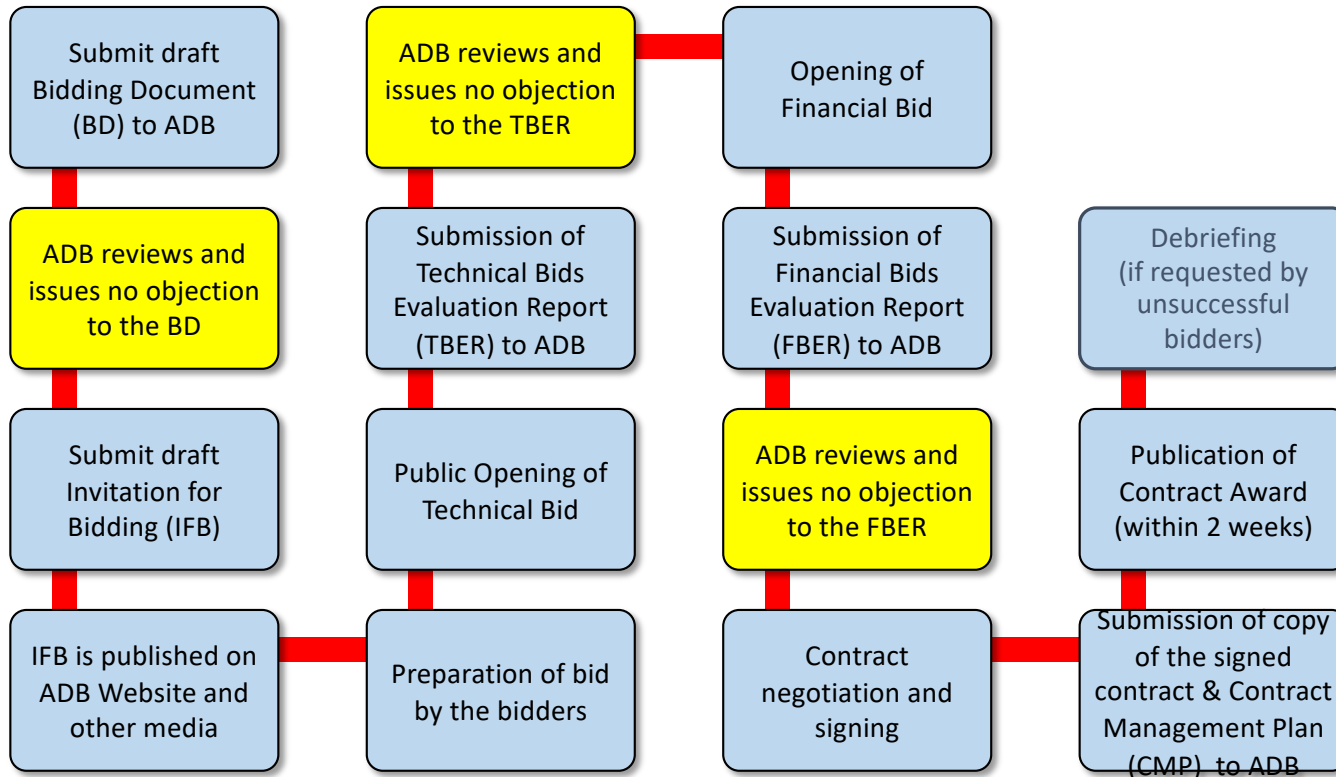 Submit draft
Bidding Document
(BD) to ADB
ADB reviews and
issues no objection
to the BD
Submit draft
Invitation for
Bidding (IFB)
IFB is published on
ADB Website and
other media
Preparation of bid
by the bidders
Public Opening of
Technical Bid
Submission of
Technical Bids
Evaluation Report
(TBER) to ADB
ADB reviews and
issues no objection
to the TBER
Opening of
Financial Bid
Submission of
Financial Bids
Evaluation Report
(FBER) to ADB
ADB reviews and
issues no objection
to the FBER
Contract
negotiation and
signing
Submission of copy
of the signed
contract & Contract
Management Plan
(CMP) to ADB
Publication of
Contract Award
(within 2 weeks)
Debriefing
(if requested by
unsuccessful
bidders)